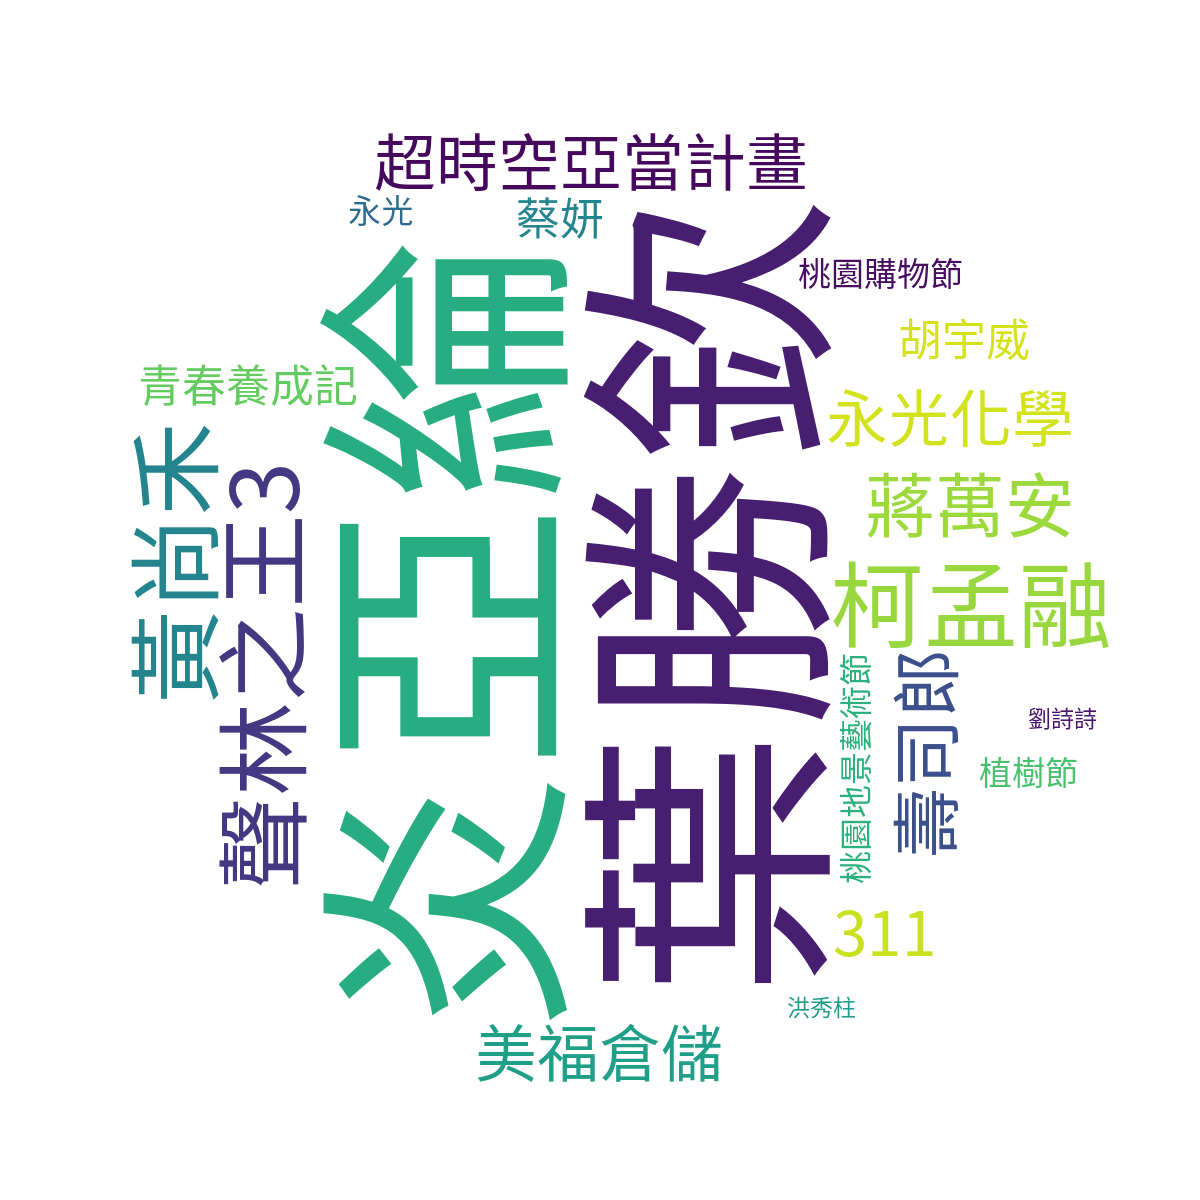 超時空亞當計畫
永光
蔡妍
桃園購物節
胡宇威
青春養成記
永光化學
蔣萬安
柯孟融
黃尚禾
聲林之王3
炎亞綸
葉勝欽
桃園地景藝術節
壽司郎
劉詩詩
植樹節
311
洪秀柱
美福倉儲